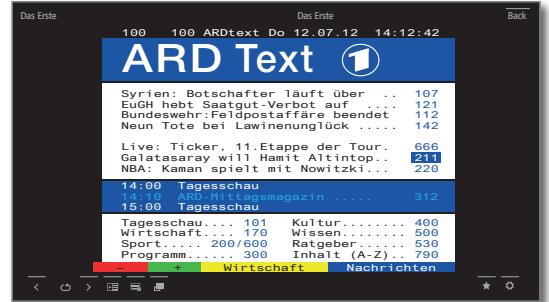 Das Erste Das Erste Back
100 100 ARDtext Do 12.07.12 14:12:42
ARD Text 1
Syrien: Botschafter läuft über .. 107
EuGH hebt Saatgut-Verbot auf .... 121
Bundeswehr:Feldpostaffäre beendet 112
Neun Tote bei Lawinenunglück ..... 142
Live: Ticker, 11.Etappe der Tour. 666
Galatasaray will Hamit Altintop.. 211
NBA: Kaman spielt mit Nowitzki... 220
14:00 Tagesschau
14:10 ARD-Mittagsmagazin ..... 312
15:00 Tagesschau
Tagesschau.... 101 Kultur........ 400
Wirtschaft.... 170 Wissen........ 500
Sport..... 200/600 Ratgeber...... 530
Programm...... 300 Inhalt (A-Z).. 790
- + Wirtschaft Nachrichten